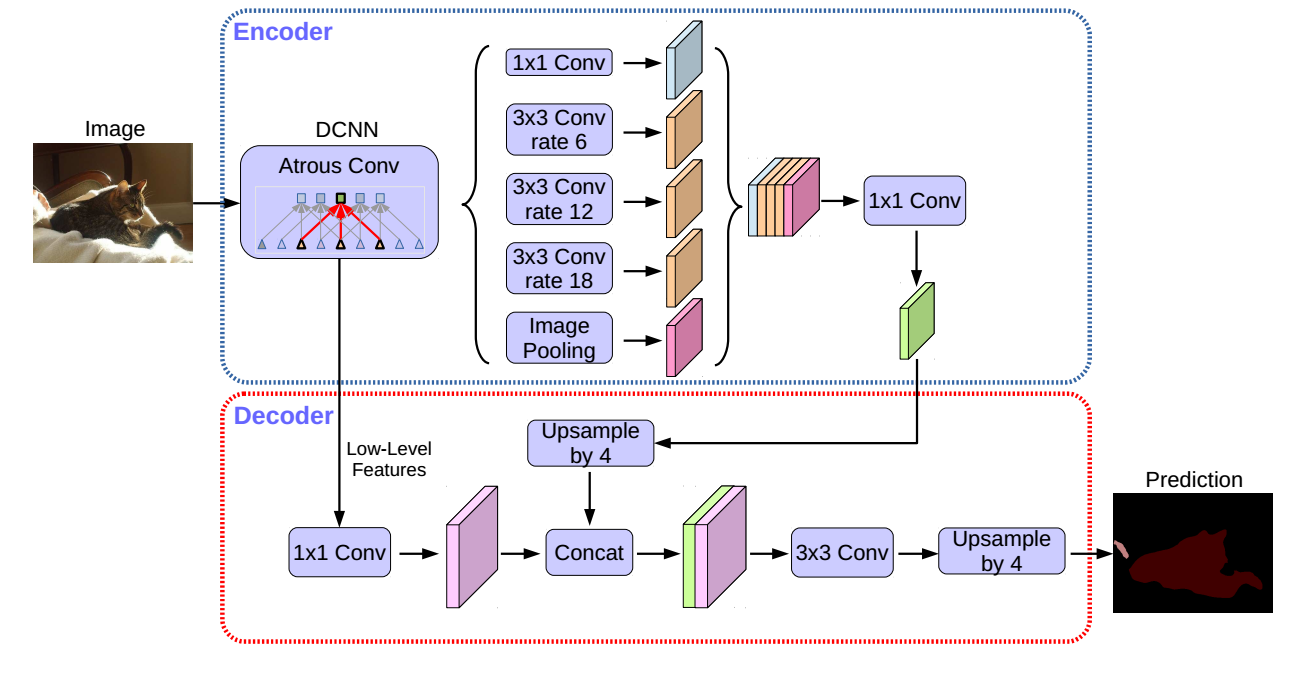 Encoder
Image
DCNN
Atrous Conv
1x1 Conv
3x3 Conv
rate 6
3x3 Conv
rate 12
3x3 Conv
rate 18
Image
Pooling
1x1 Conv
Decoder
Low-Level
Features
Upsample
by 4
1x1 Conv
Concat
3x3 Conv
Upsample
by 4
Prediction